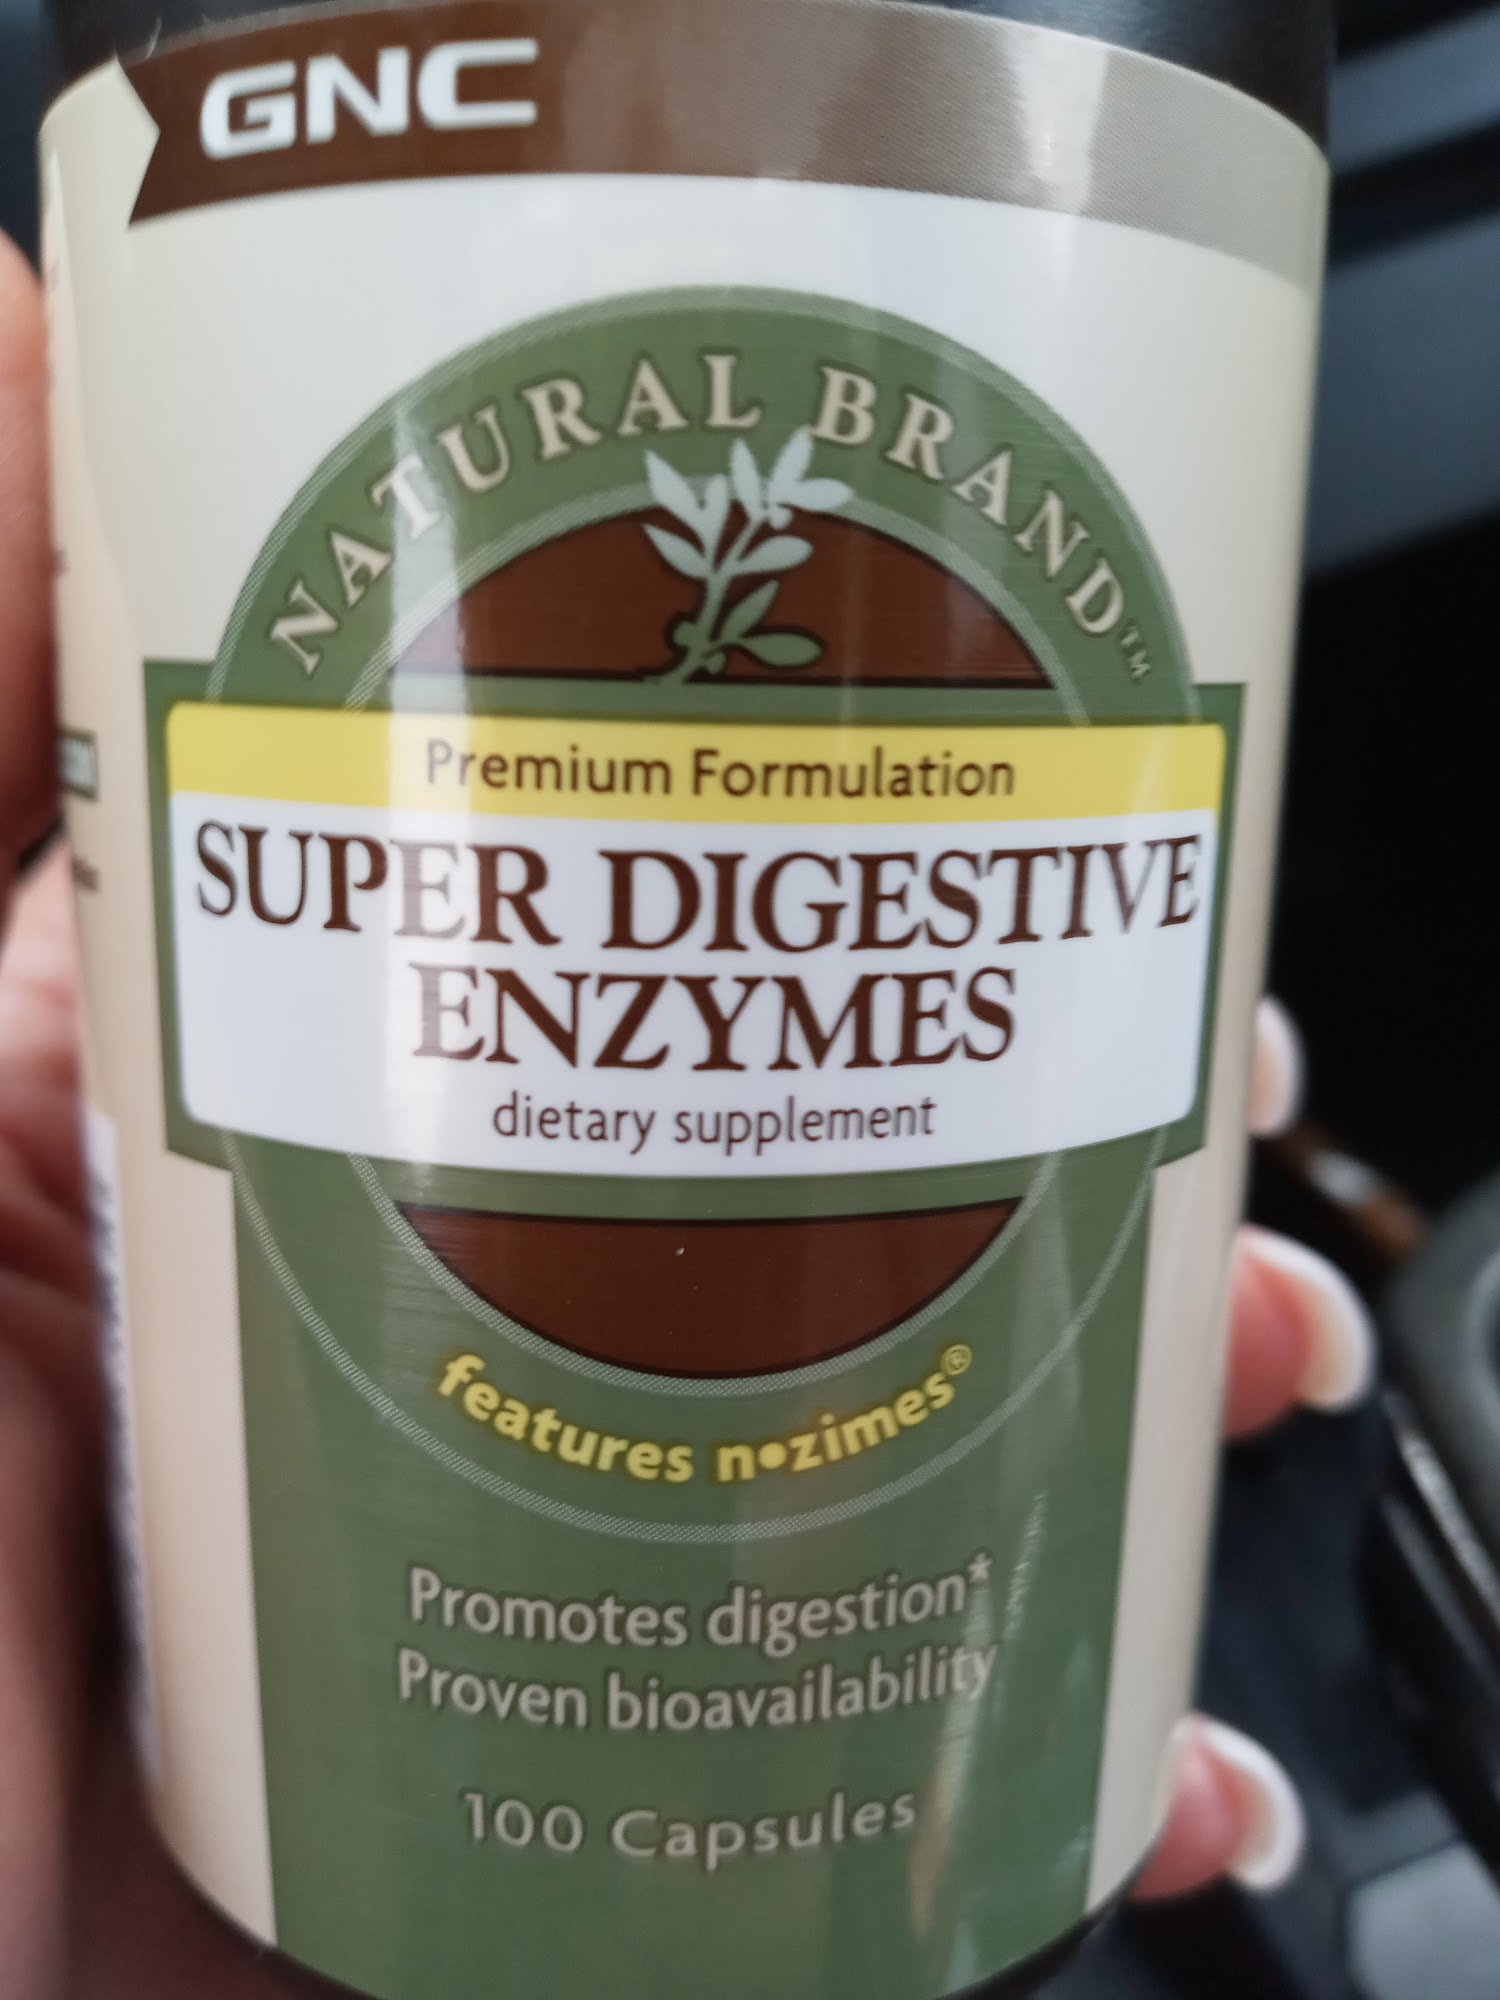 GNC
NATURAL BRAND™
Premium Formulation
SUPER DIGESTIVE
ENZYMES
dietary supplement
features n•zimes®
Promotes digestion*
Proven bioavailability
100 Capsules